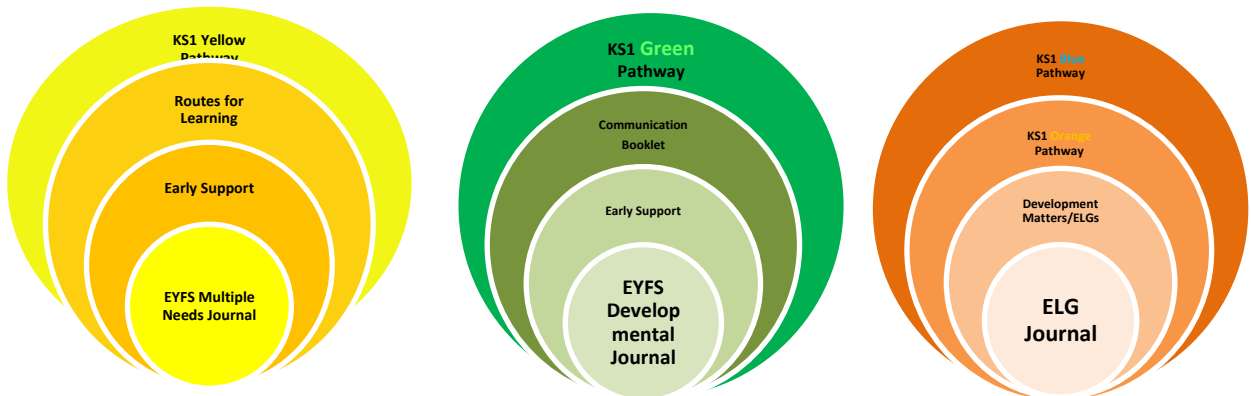 KS1 Yellow
Pathway
Routes for
Learning
Early Support
EYFS Multiple
Needs Journal
KS1 Green
Pathway
Communication
Booklet
Early Support
EYFS
Develop
mental
Journal
KS1 Blue
Pathway
KS1 Orange
Pathway
Development
Matters/ELGs
ELG
Journal